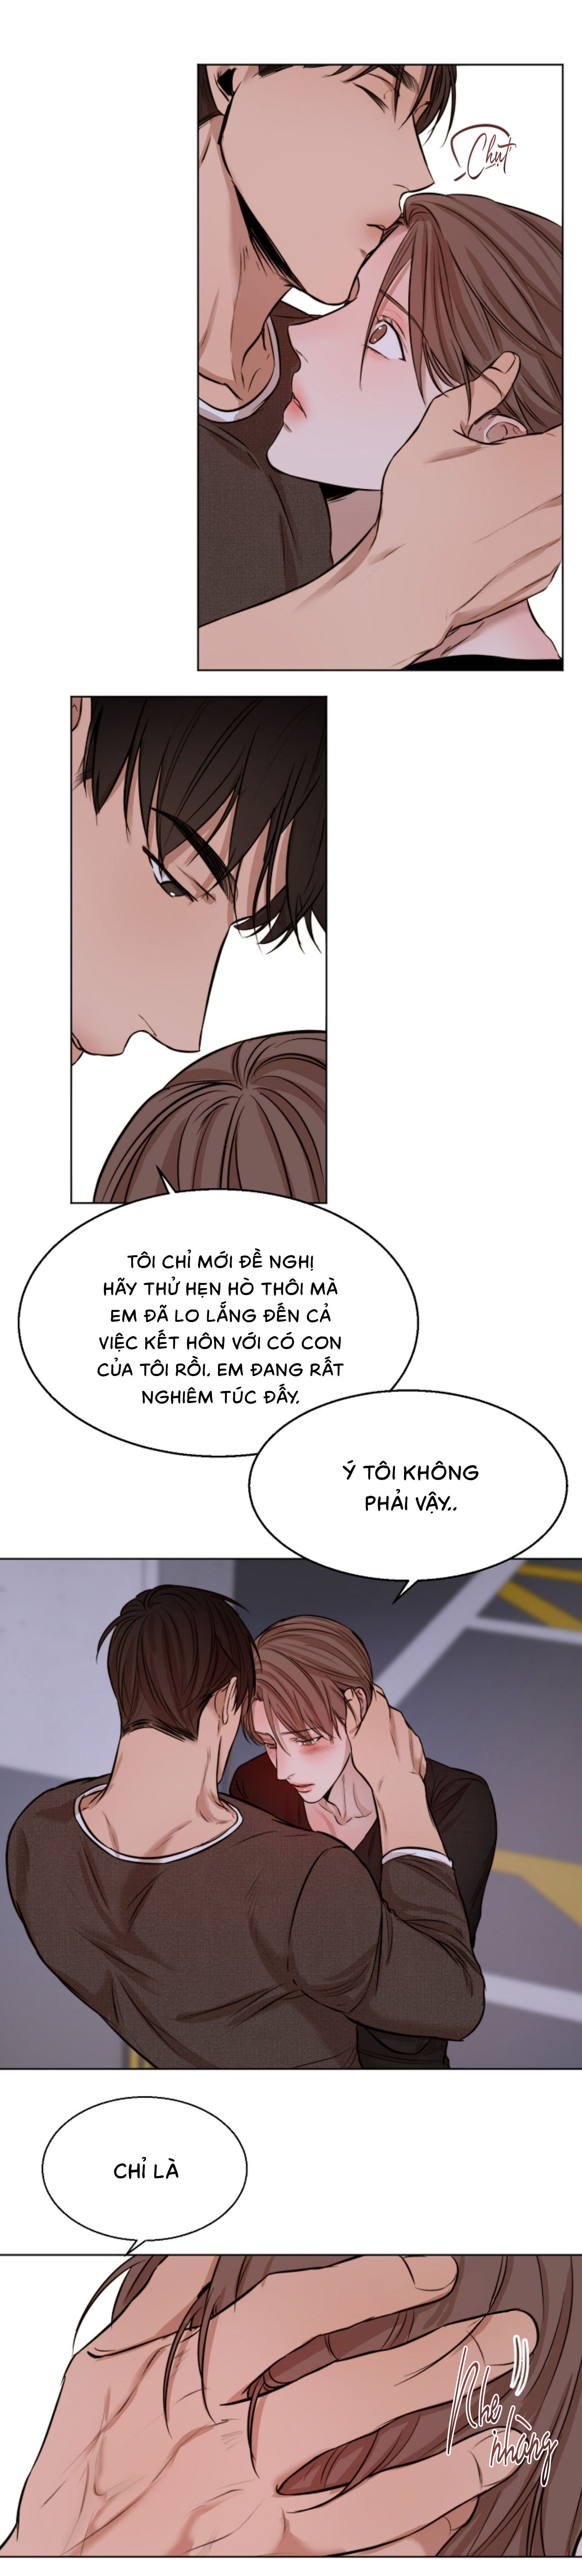 Chụt
TÔI CHỈ MỚI ĐỀ NGHỊ
HÃY THỬ HẸN HÒ THÔI MÀ
EM ĐÃ LO LẮNG ĐẾN CẢ
VIỆC KẾT HÔN VỚI CÓ CON
CỦA TÔI RỒI. EM ĐANG RẤT
NGHIÊM TÚC ĐẤY.
Ý TÔI KHÔNG
PHẢI VẬY..
CHỈ LÀ
Nhẹ
nhàng